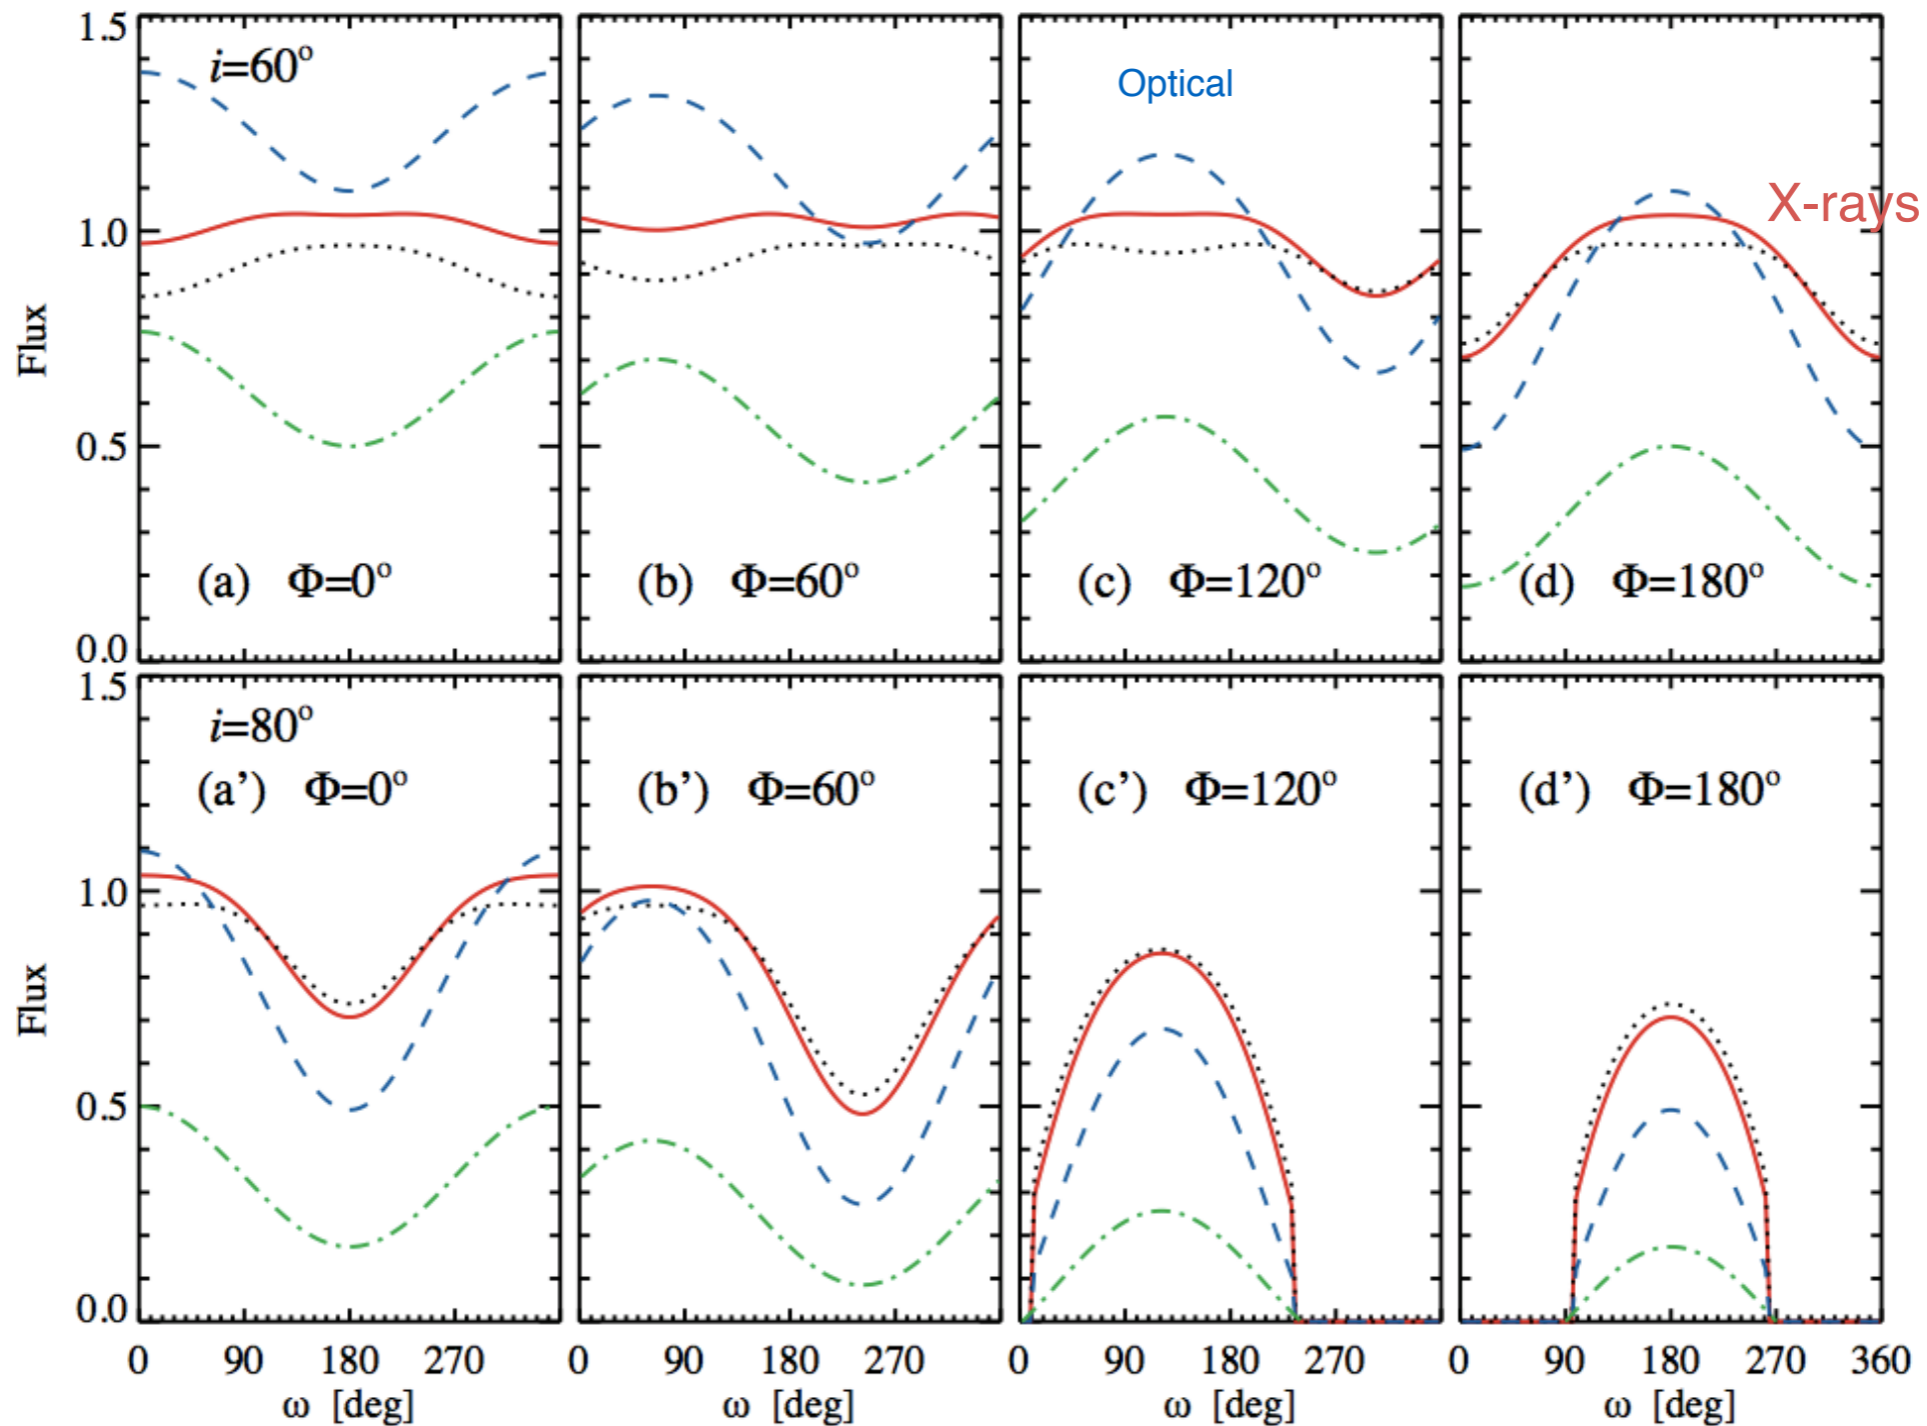 1.5
i=60°
Optical
1.0
X-rays
Flux
0.5
(a) Φ=0°
(b) Φ=60°
(c) Φ=120°
(d) Φ=180°
0.0
1.5
i=80°
(a') Φ=0°
(b') Φ=60°
(c') Φ=120°
(d') Φ=180°
1.0
Flux
0.5
0.0
0 90 180 270 0 90 180 270 0 90 180 270 0 90 180 270 360
ω [deg] ω [deg] ω [deg] ω [deg]